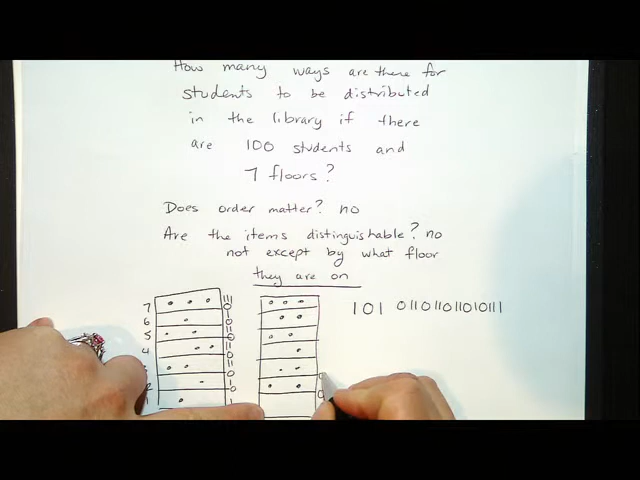 How many ways are there for
students to be distributed
in the library if there
are 100 students and
7 floors?
Does order matter? no
Are the items distinguishable? no
not except by what floor
they are on
101 011011011010111
7
6
5
4